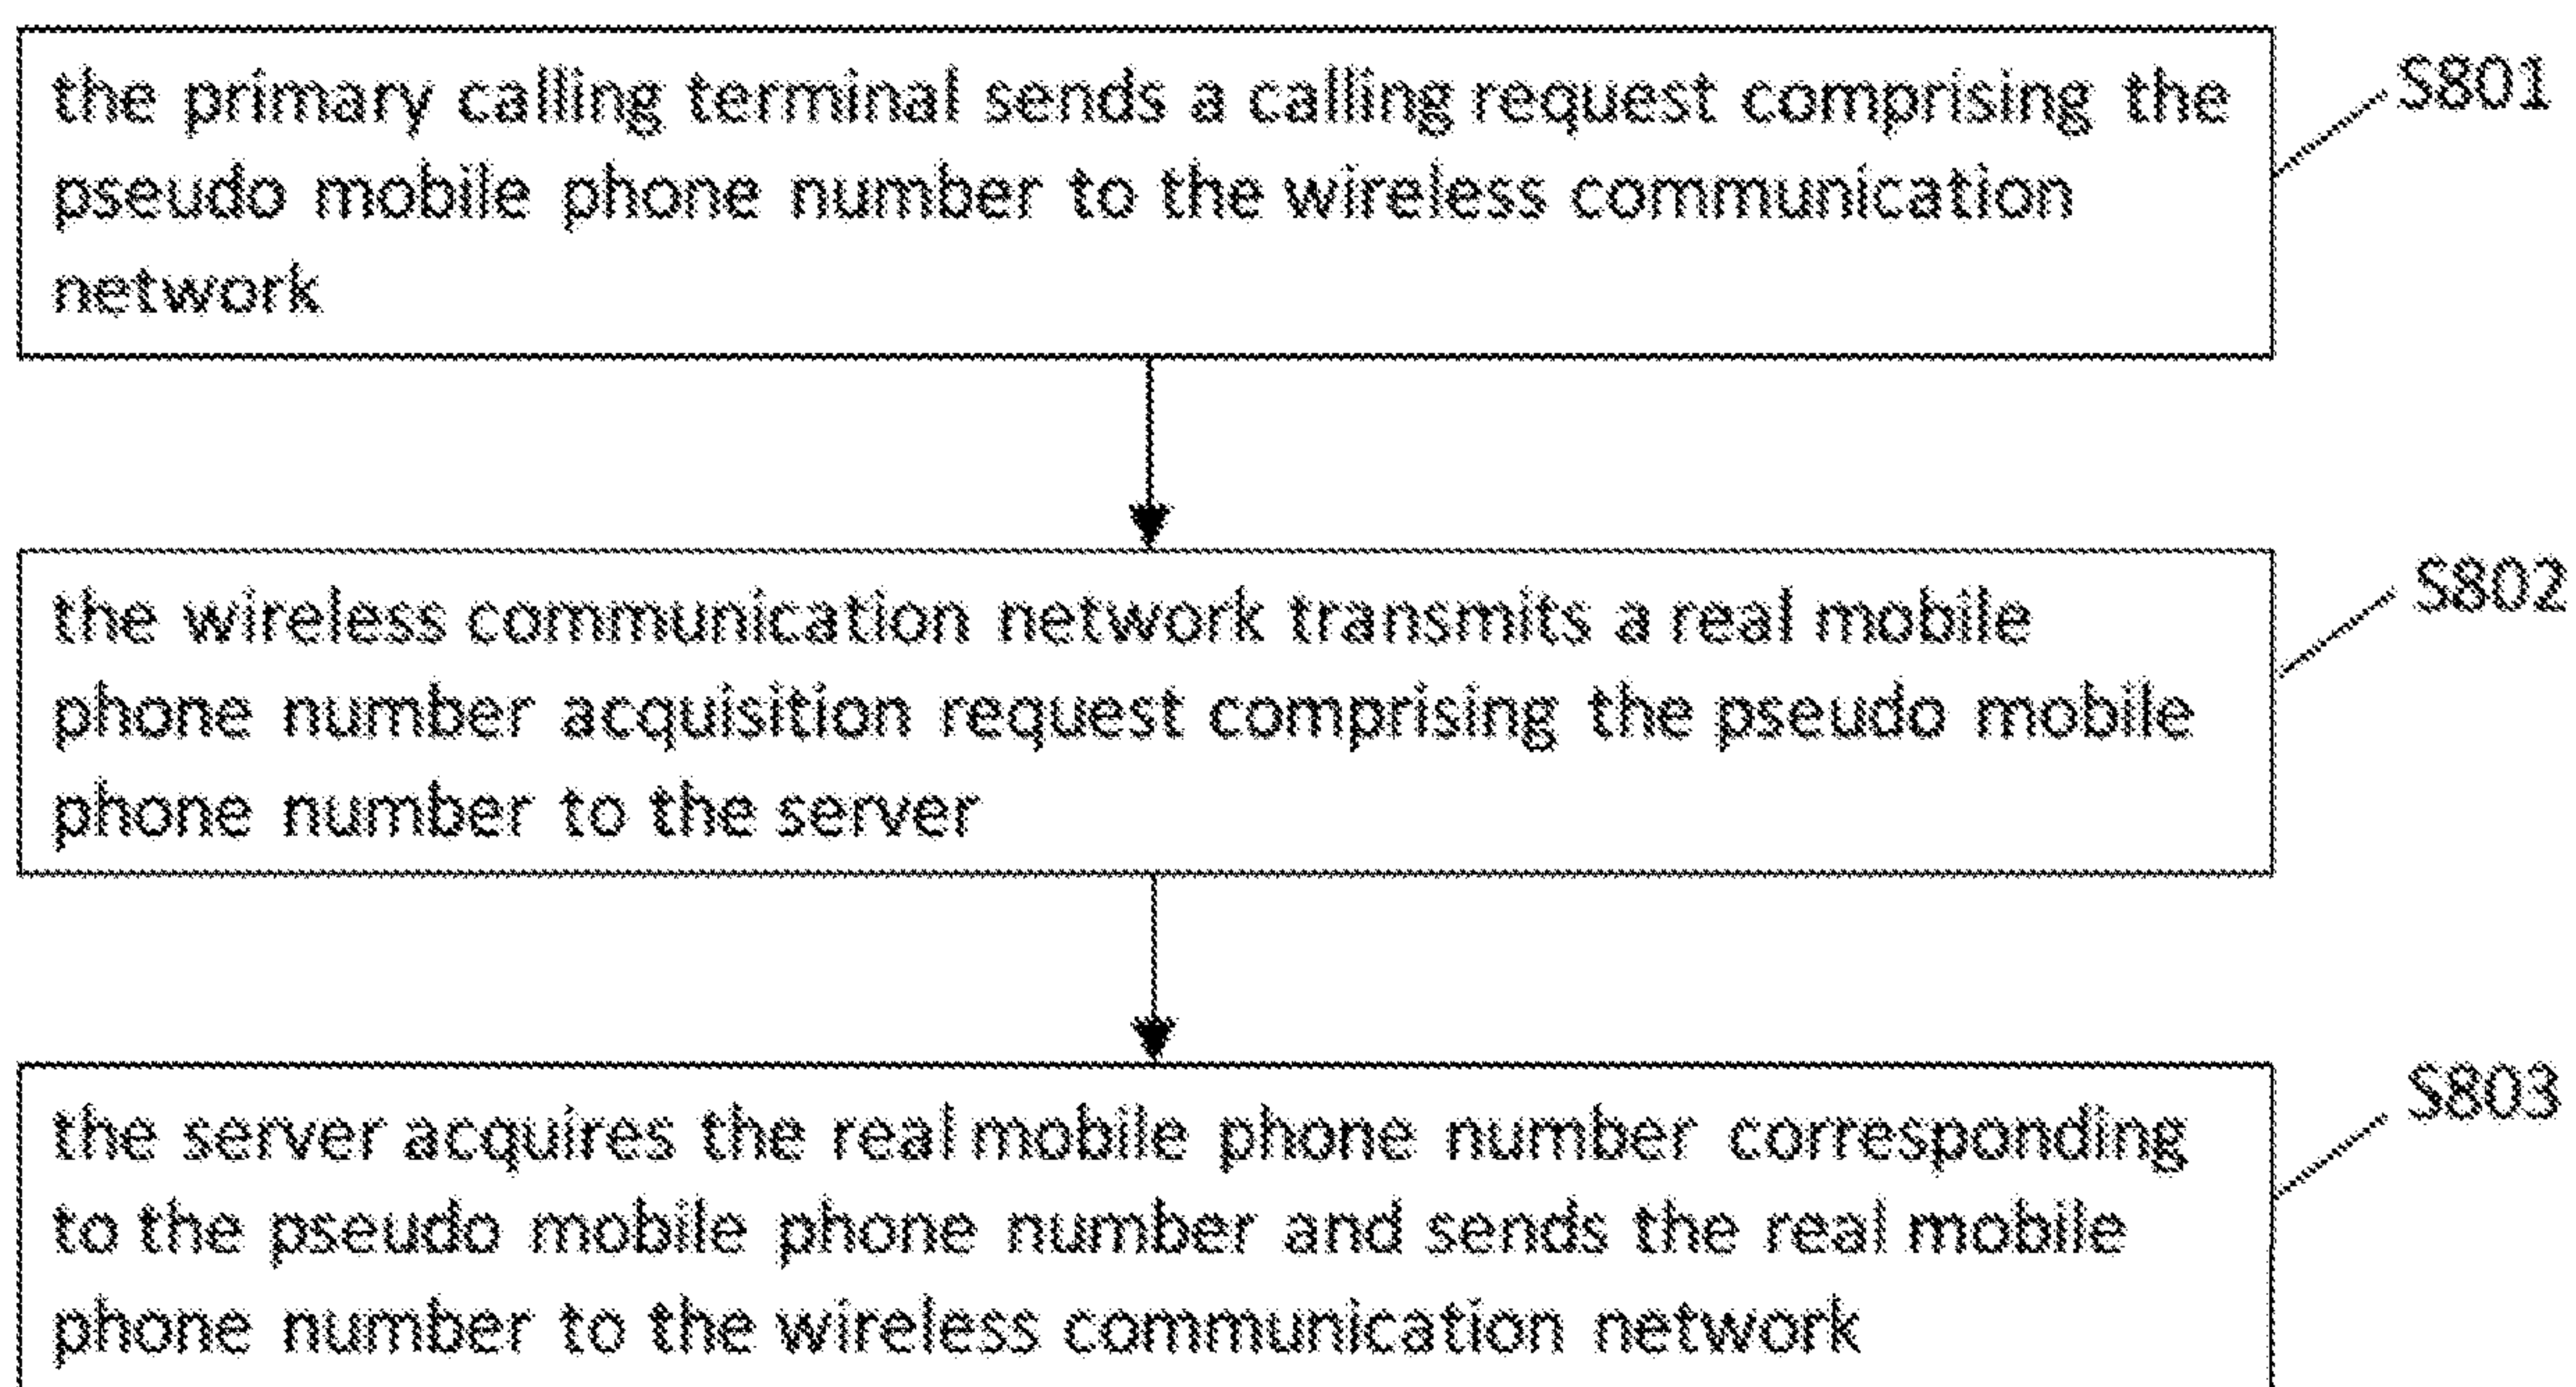 the primary calling terminal sends a calling request comprising the
pseudo mobile phone number to the wireless communication
network
S801
the wireless communication network transmits a real mobile
phone number acquisition request comprising the pseudo mobile
phone number to the server
S802
the server acquires the real mobile phone number corresponding
to the pseudo mobile phone number and sends the real mobile
phone number to the wireless communication network
S803